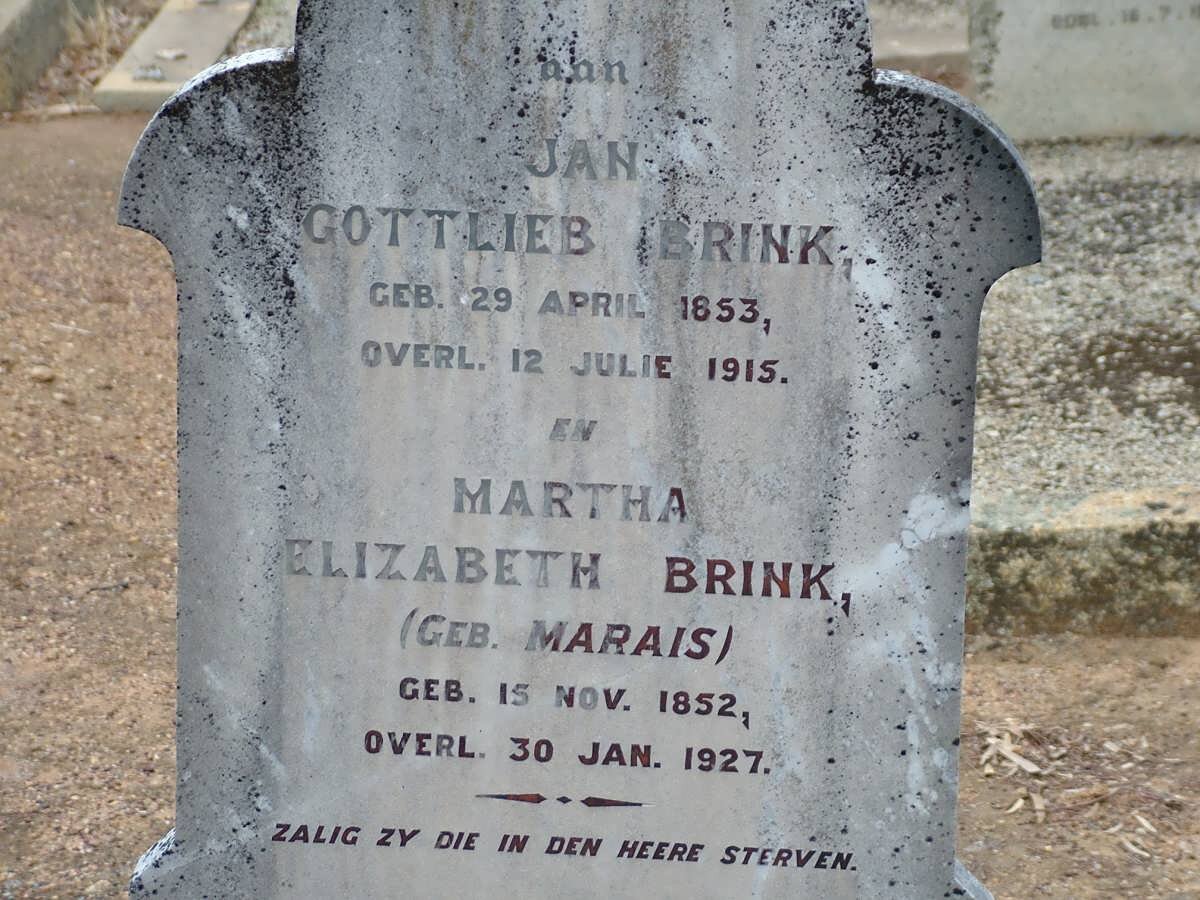 aan
JAN
GOTTLIEB BRINK,
GEB. 29 APRIL 1853,
OVERL. 12 JULIE 1915.
EN
MARTHA
ELIZABETH BRINK,
(GEB. MARAIS)
GEB. 15 NOV. 1852,
OVERL. 30 JAN. 1927.
ZALIG ZY DIE IN DEN HEERE STERVEN.